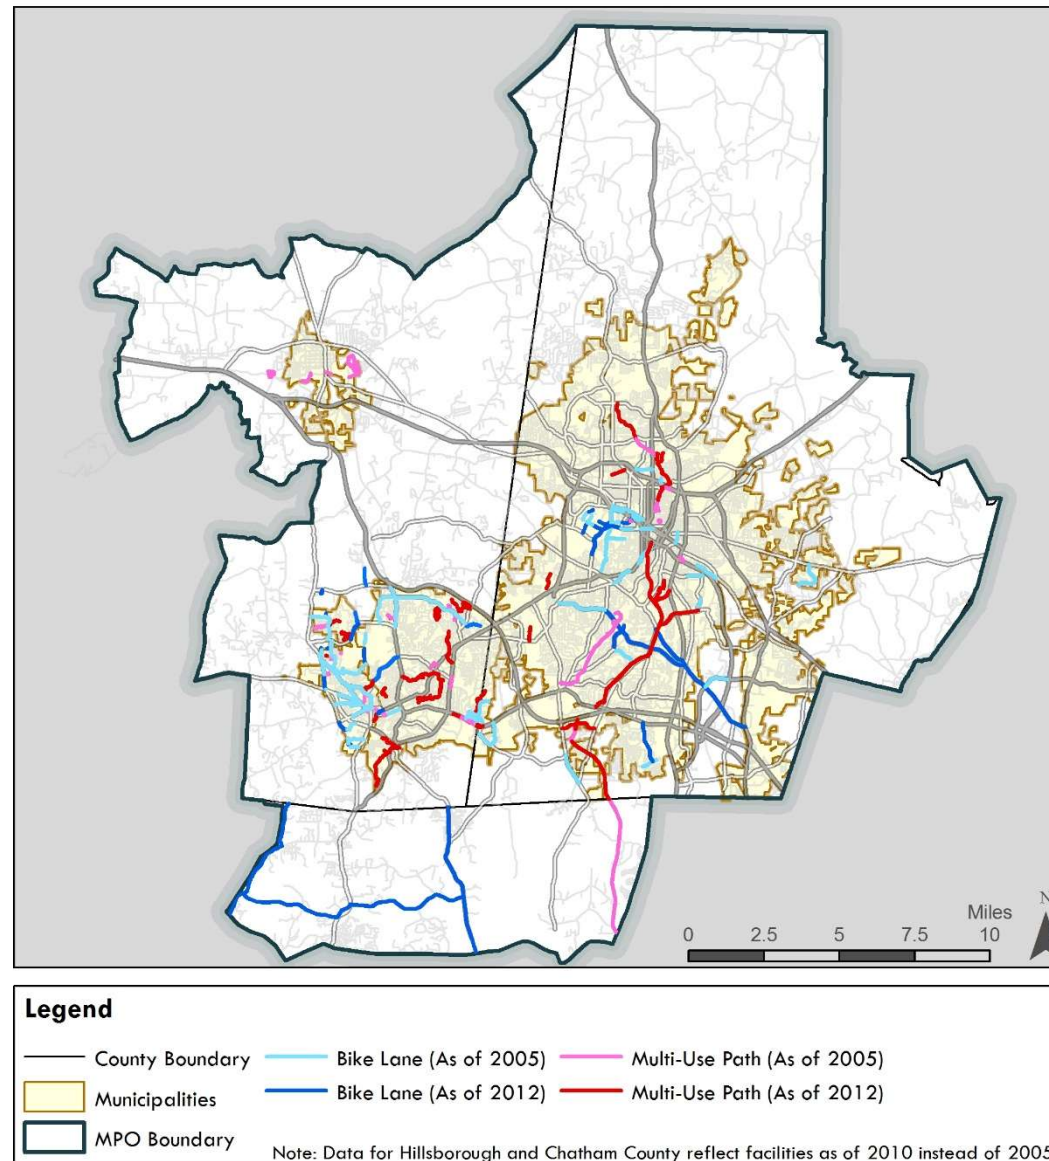 N
Miles
0 2.5 5 7.5 10
Legend
County Boundary Bike Lane (As of 2005) Multi-Use Path (As of 2005)
Municipalities Bike Lane (As of 2012) Multi-Use Path (As of 2012)
MPO Boundary
Note: Data for Hillsborough and Chatham County reflect facilities as of 2010 instead of 2005